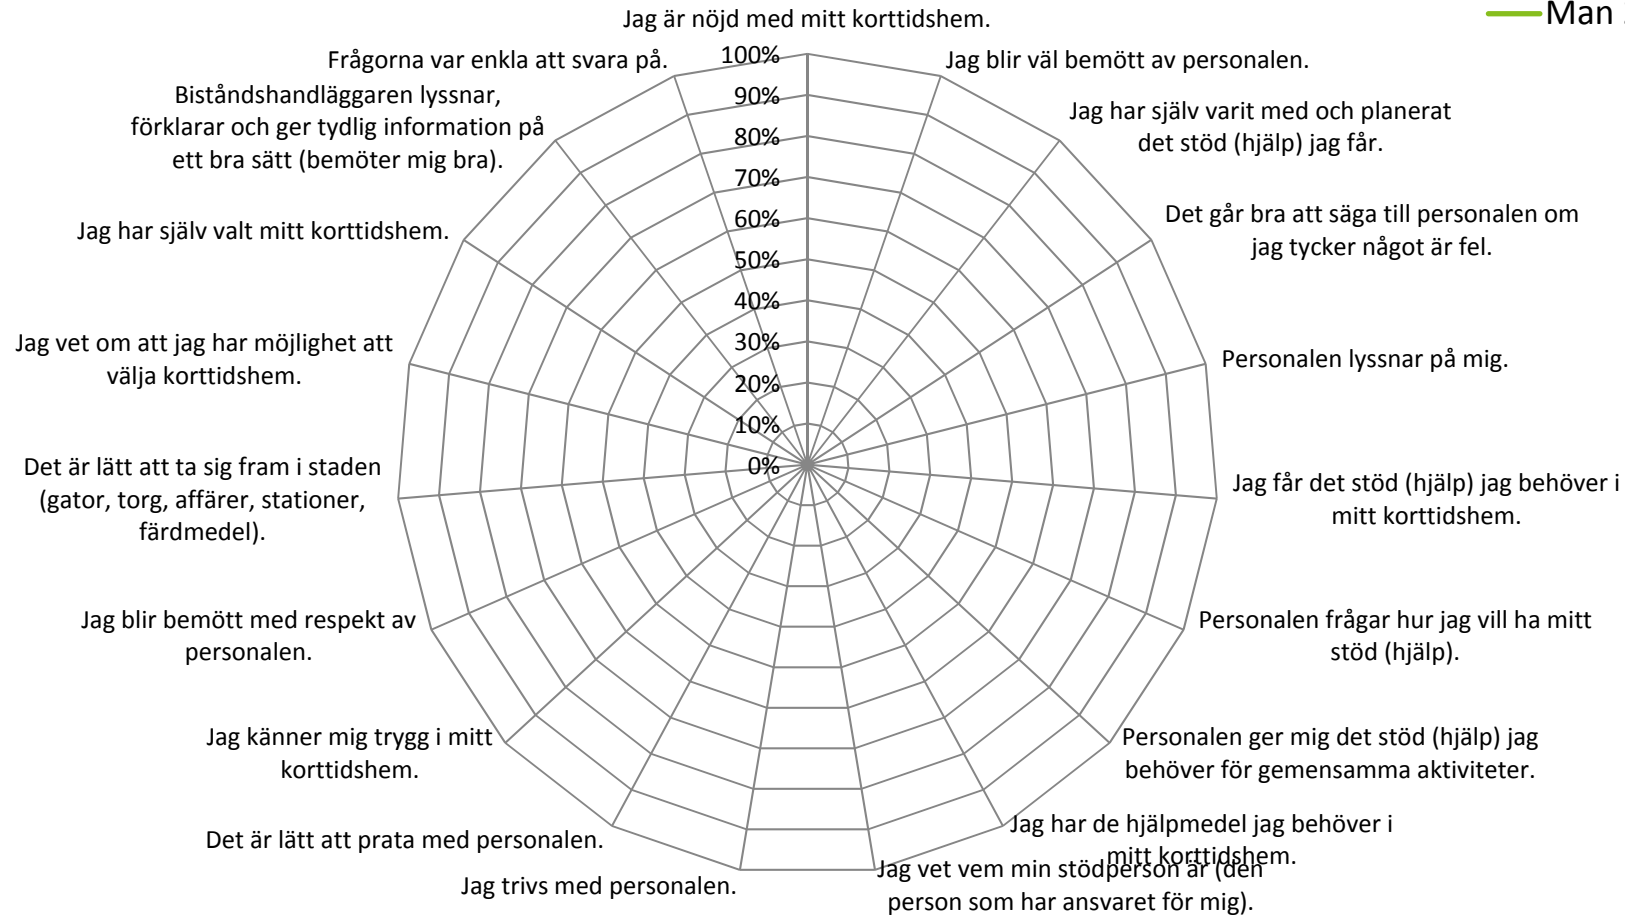 Man
Jag är nöjd med mitt korttidshem.
Jag blir väl bemött av personalen.
Jag har själv varit med och planerat
det stöd (hjälp) jag får.
Det går bra att säga till personalen om
jag tycker något är fel.
Personalen lyssnar på mig.
Jag får det stöd (hjälp) jag behöver i
mitt korttidshem.
Personalen frågar hur jag vill ha mitt
stöd (hjälp).
Personalen ger mig det stöd (hjälp) jag
behöver för gemensamma aktiviteter.
Jag har de hjälpmedel jag behöver i
mitt korttidshem.
Jag vet vem min stödperson är (den
person som har ansvaret för mig).
Jag trivs med personalen.
Det är lätt att prata med personalen.
Jag känner mig trygg i mitt
korttidshem.
Jag blir bemött med respekt av
personalen.
Det är lätt att ta sig fram i staden
(gator, torg, affärer, stationer,
färdmedel).
Jag vet om att jag har möjlighet att
välja korttidshem.
Jag har själv valt mitt korttidshem.
Biståndshandläggaren lyssnar,
förklarar och ger tydlig information på
ett bra sätt (bemöter mig bra).
Frågorna var enkla att svara på.
100%
90%
80%
70%
60%
50%
40%
30%
20%
10%
0%